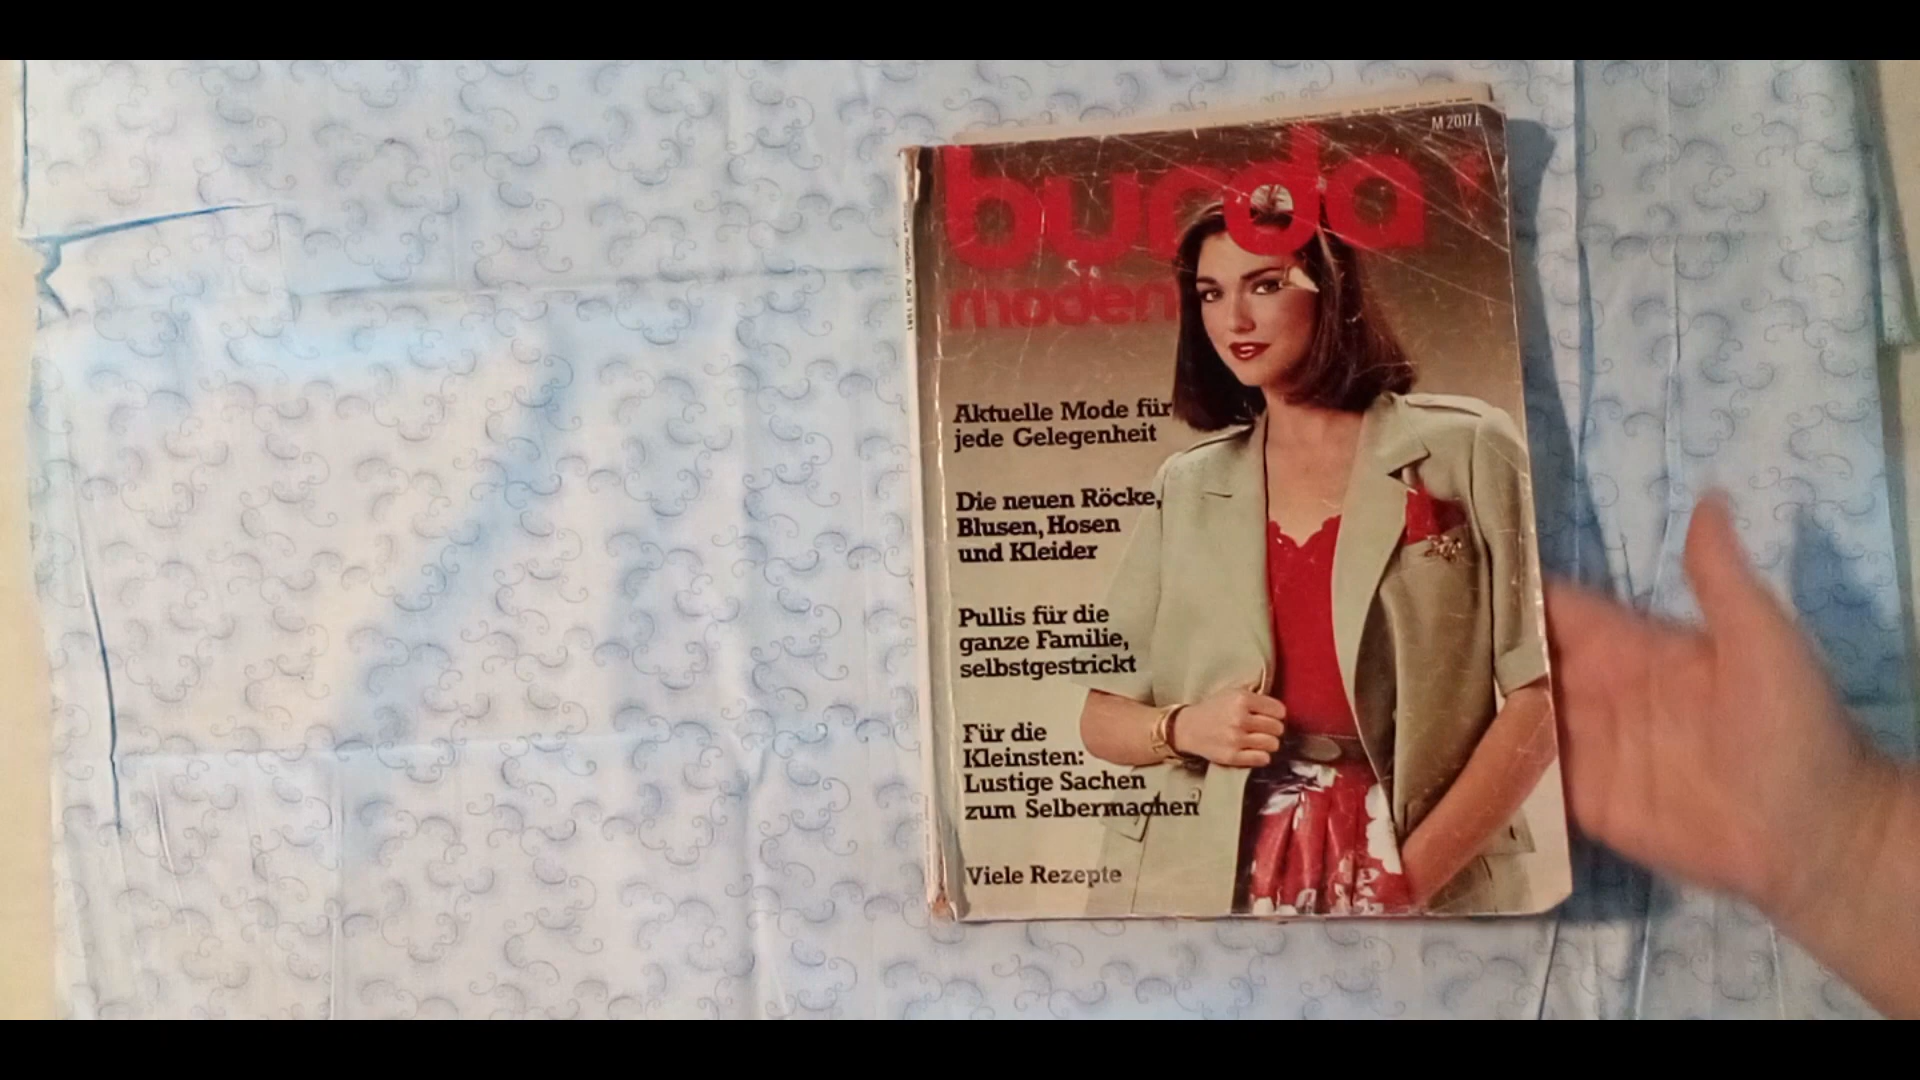 M 2017 E
burda
moden
Aktuelle Mode für
jede Gelegenheit
Die neuen Röcke,
Blusen, Hosen
und Kleider
Pullis für die
ganze Familie,
selbstgestrickt
Für die
Kleinsten:
Lustige Sachen
zum Selbermachen
Viele Rezepte